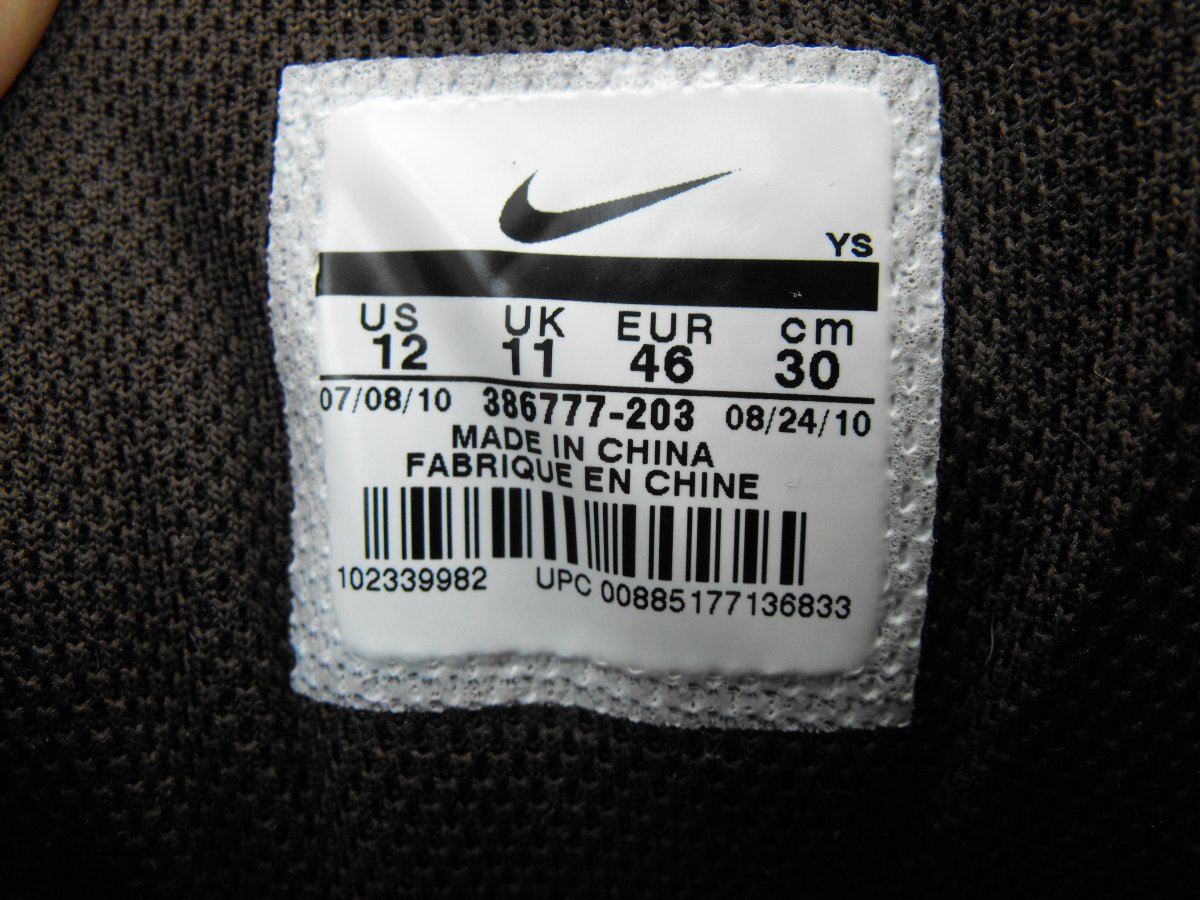 YS
US UK EUR cm
12 11 46 30
07/08/10 386777-203 08/24/10
MADE IN CHINA
FABRIQUE EN CHINE
102339982 UPC 00885177136833